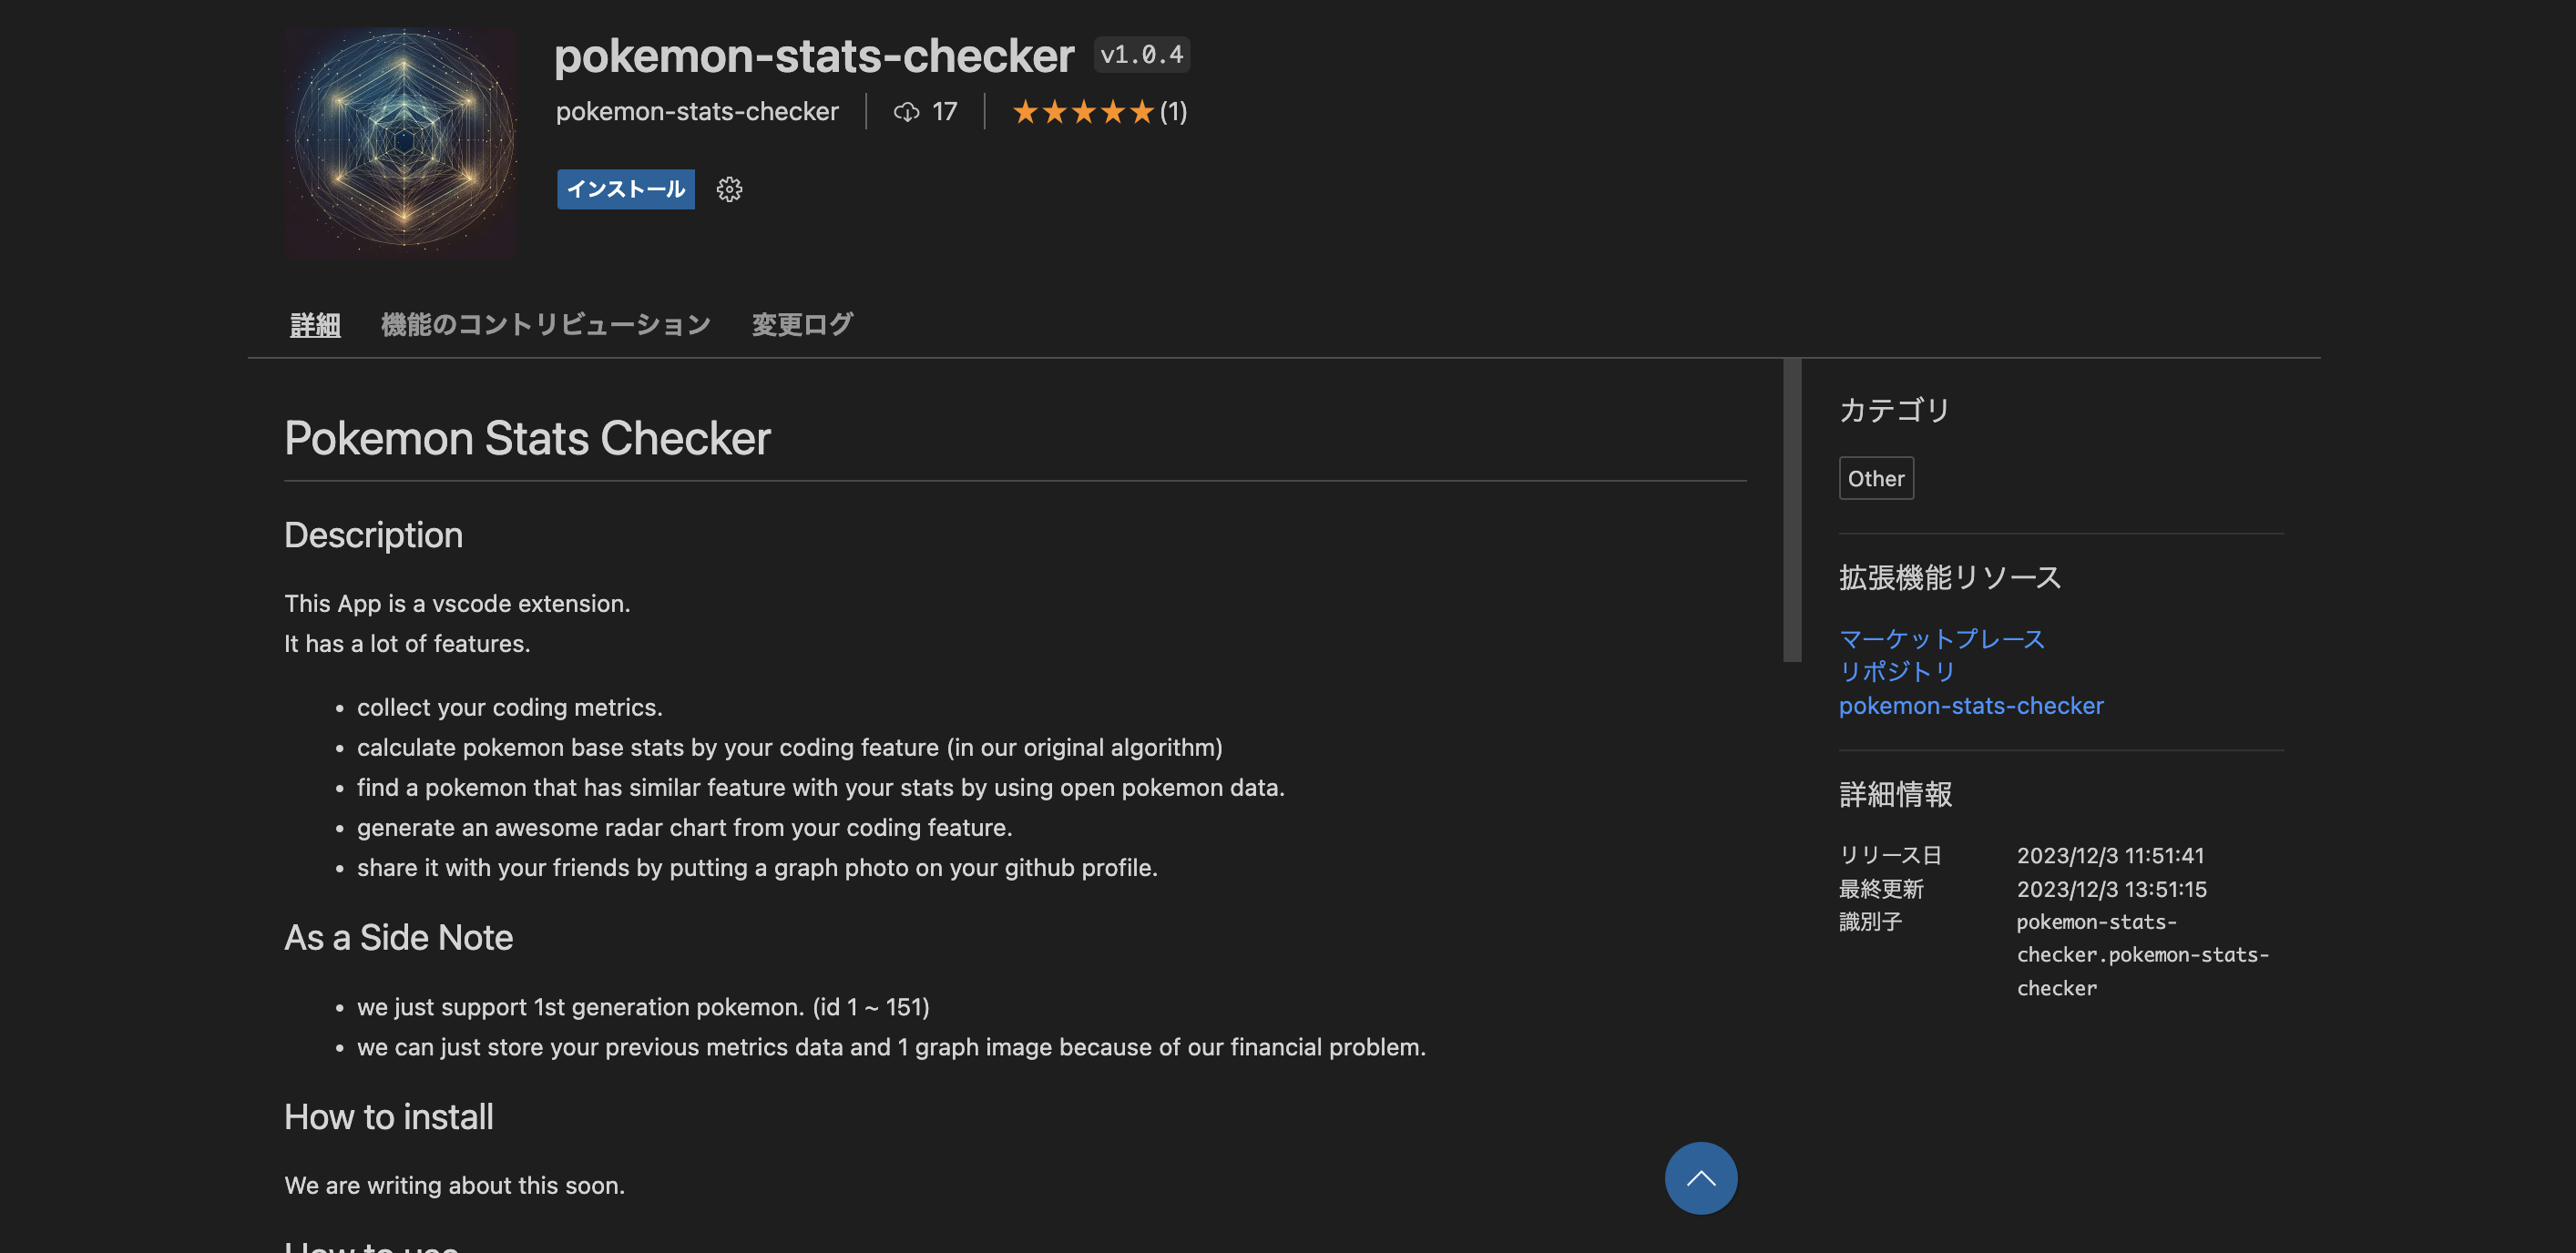 pokemon-stats-checker v1.0.4
pokemon-stats-checker 17 (1)
インストール
詳細 機能のコントリビューション 変更ログ
Pokemon Stats Checker
Description
This App is a vscode extension.
It has a lot of features.
• collect your coding metrics.
• calculate pokemon base stats by your coding feature (in our original algorithm)
• find a pokemon that has similar feature with your stats by using open pokemon data.
• generate an awesome radar chart from your coding feature.
• share it with your friends by putting a graph photo on your github profile.
As a Side Note
• we just support 1st generation pokemon. (id 1 ~ 151)
• we can just store your previous metrics data and 1 graph image because of our financial problem.
How to install
We are writing about this soon.
How to use
カテゴリ
Other
拡張機能リソース
マーケットプレース
リポジトリ
pokemon-stats-checker
詳細情報
リリース日 2023/12/3 11:51:41
最終更新 2023/12/3 13:51:15
識別子 pokemon-stats-
checker.pokemon-stats-
checker